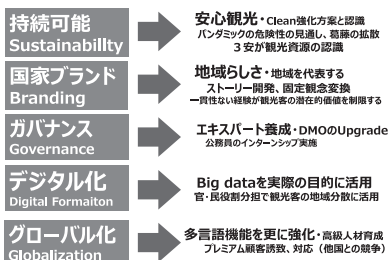 持続可能
Sustainabillty
安心観光・Clean強化方案と認識
パンダミックの危険性の見通し、葛藤の拡散
３安が観光資源の認識
国家ブランド
Branding
地域らしさ・地域を代表する
ストーリー開発、固定観念変換
一貫性ない経験が観光客の潜在的価値を制限する
ガバナンス
Governance
エキスパート養成・DMOのUpgrade
公務員のインターンシップ実施
デジタル化
Digital Formaiton
Big dataを実際の目的に活用
官・民役割分担で観光客の地域分散に活用
グローバル化
Globalization
多言語機能を更に強化・高級人材育成
プレミアム顧客誘致、対応（他国との競争）